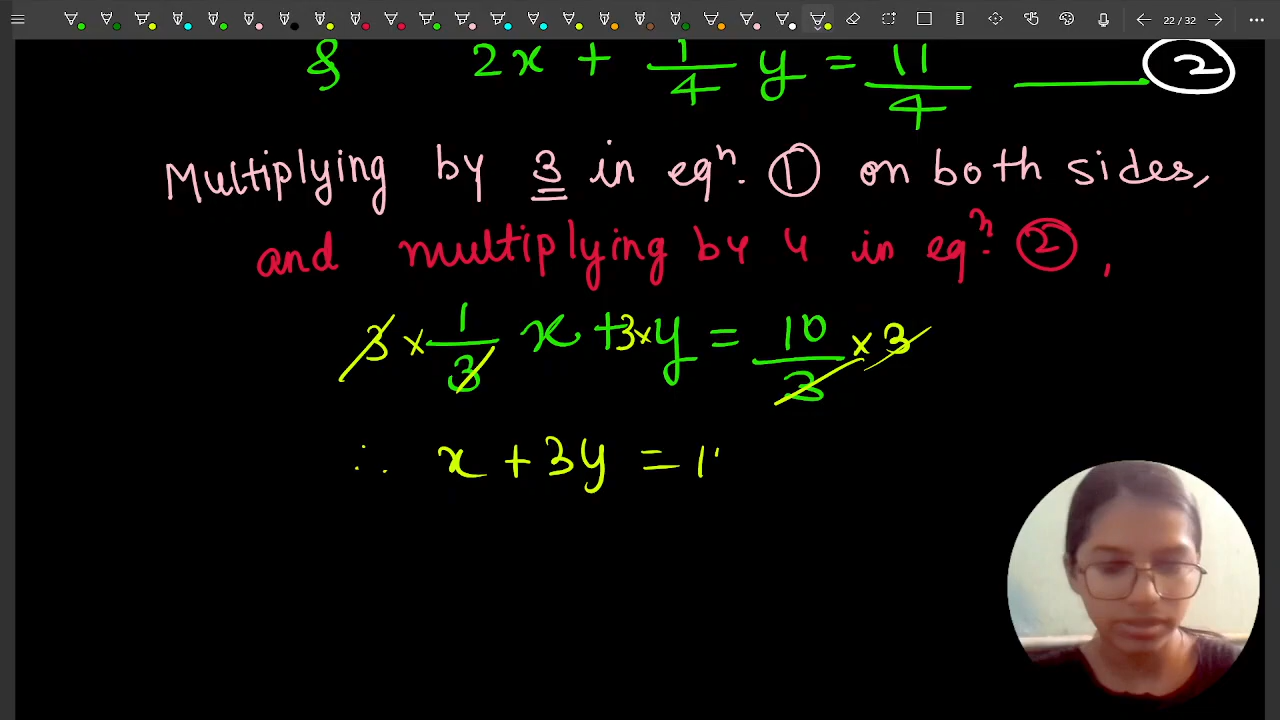 22/32
& 2x + 1/4 y = 11/4 ——— ②
Multiplying by 3 in eqⁿ. ① on both sides,
and multiplying by 4 in eqⁿ. ②,
3 × 1/3 x + 3×y = 10/3 × 3
∴ x + 3y = 1